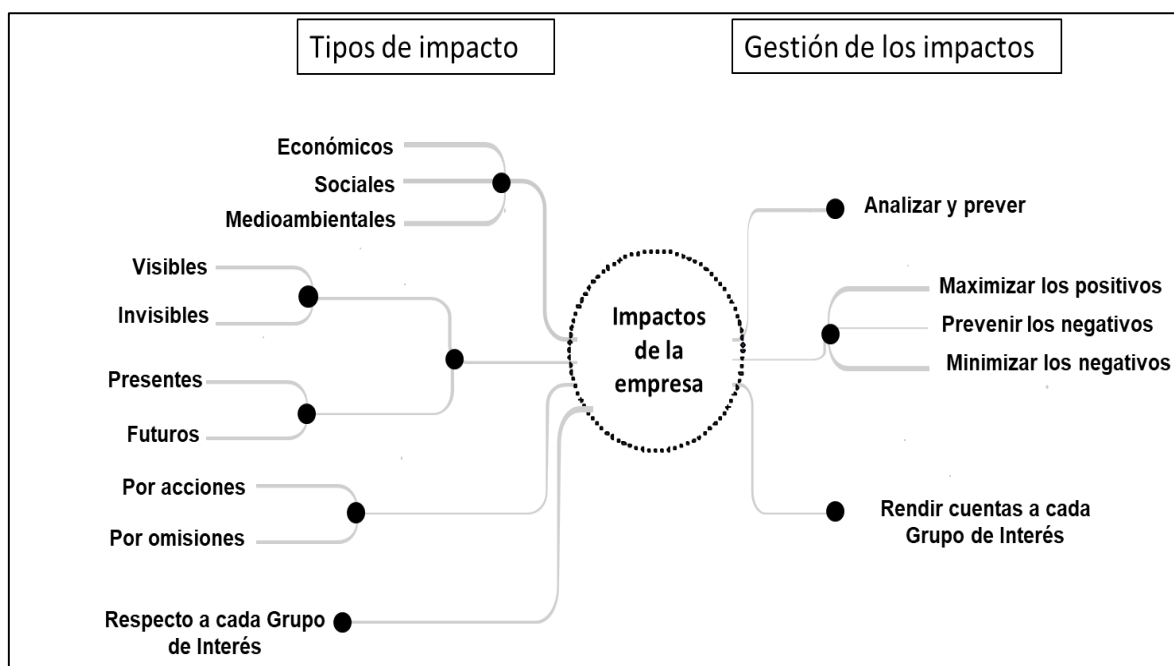 Tipos de impacto
Gestión de los impactos
Económicos
Sociales
Medioambientales
Visibles
Invisibles
Presentes
Futuros
Por acciones
Por omisiones
Respecto a cada Grupo
de Interés
Impactos
de la
empresa
Analizar y prever
Maximizar los positivos
Prevenir los negativos
Minimizar los negativos
Rendir cuentas a cada
Grupo de Interés